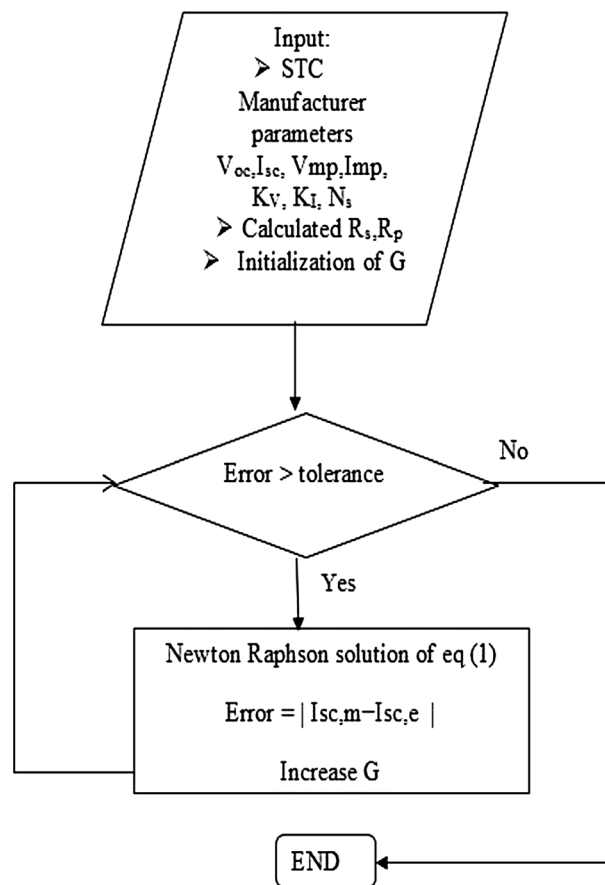 Input:
➢ STC
Manufacturer
parameters
Voc,Isc, Vmp,Imp,
KV, KI, Ns
➢ Calculated Rs,Rp
➢ Initialization of G
Error > tolerance
No
Yes
Newton Raphson solution of eq (1)
Error = | Isc,m−Isc,e |
Increase G
END